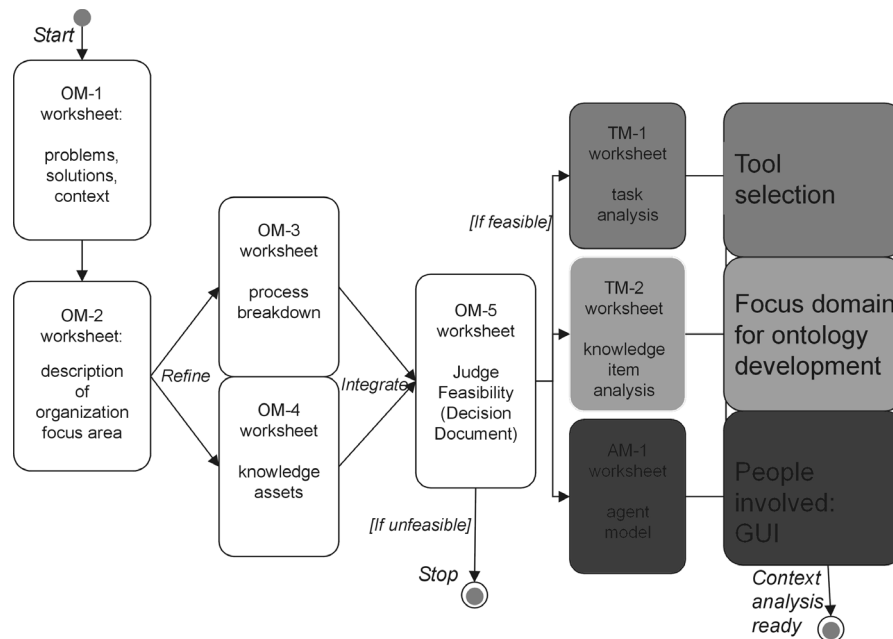 Start
OM-1
worksheet:
problems,
solutions,
context
OM-2
worksheet:
description
of
organization
focus area
Refine
OM-3
worksheet
process
breakdown
OM-4
worksheet
knowledge
assets
Integrate
OM-5
worksheet
Judge
Feasibility
(Decision
Document)
[If unfeasible]
Stop
[If feasible]
TM-1
worksheet
task
analysis
TM-2
worksheet
knowledge
item
analysis
AM-1
worksheet
agent
model
Tool
selection
Focus domain
for ontology
development
People
involved:
GUI
Context
analysis
ready